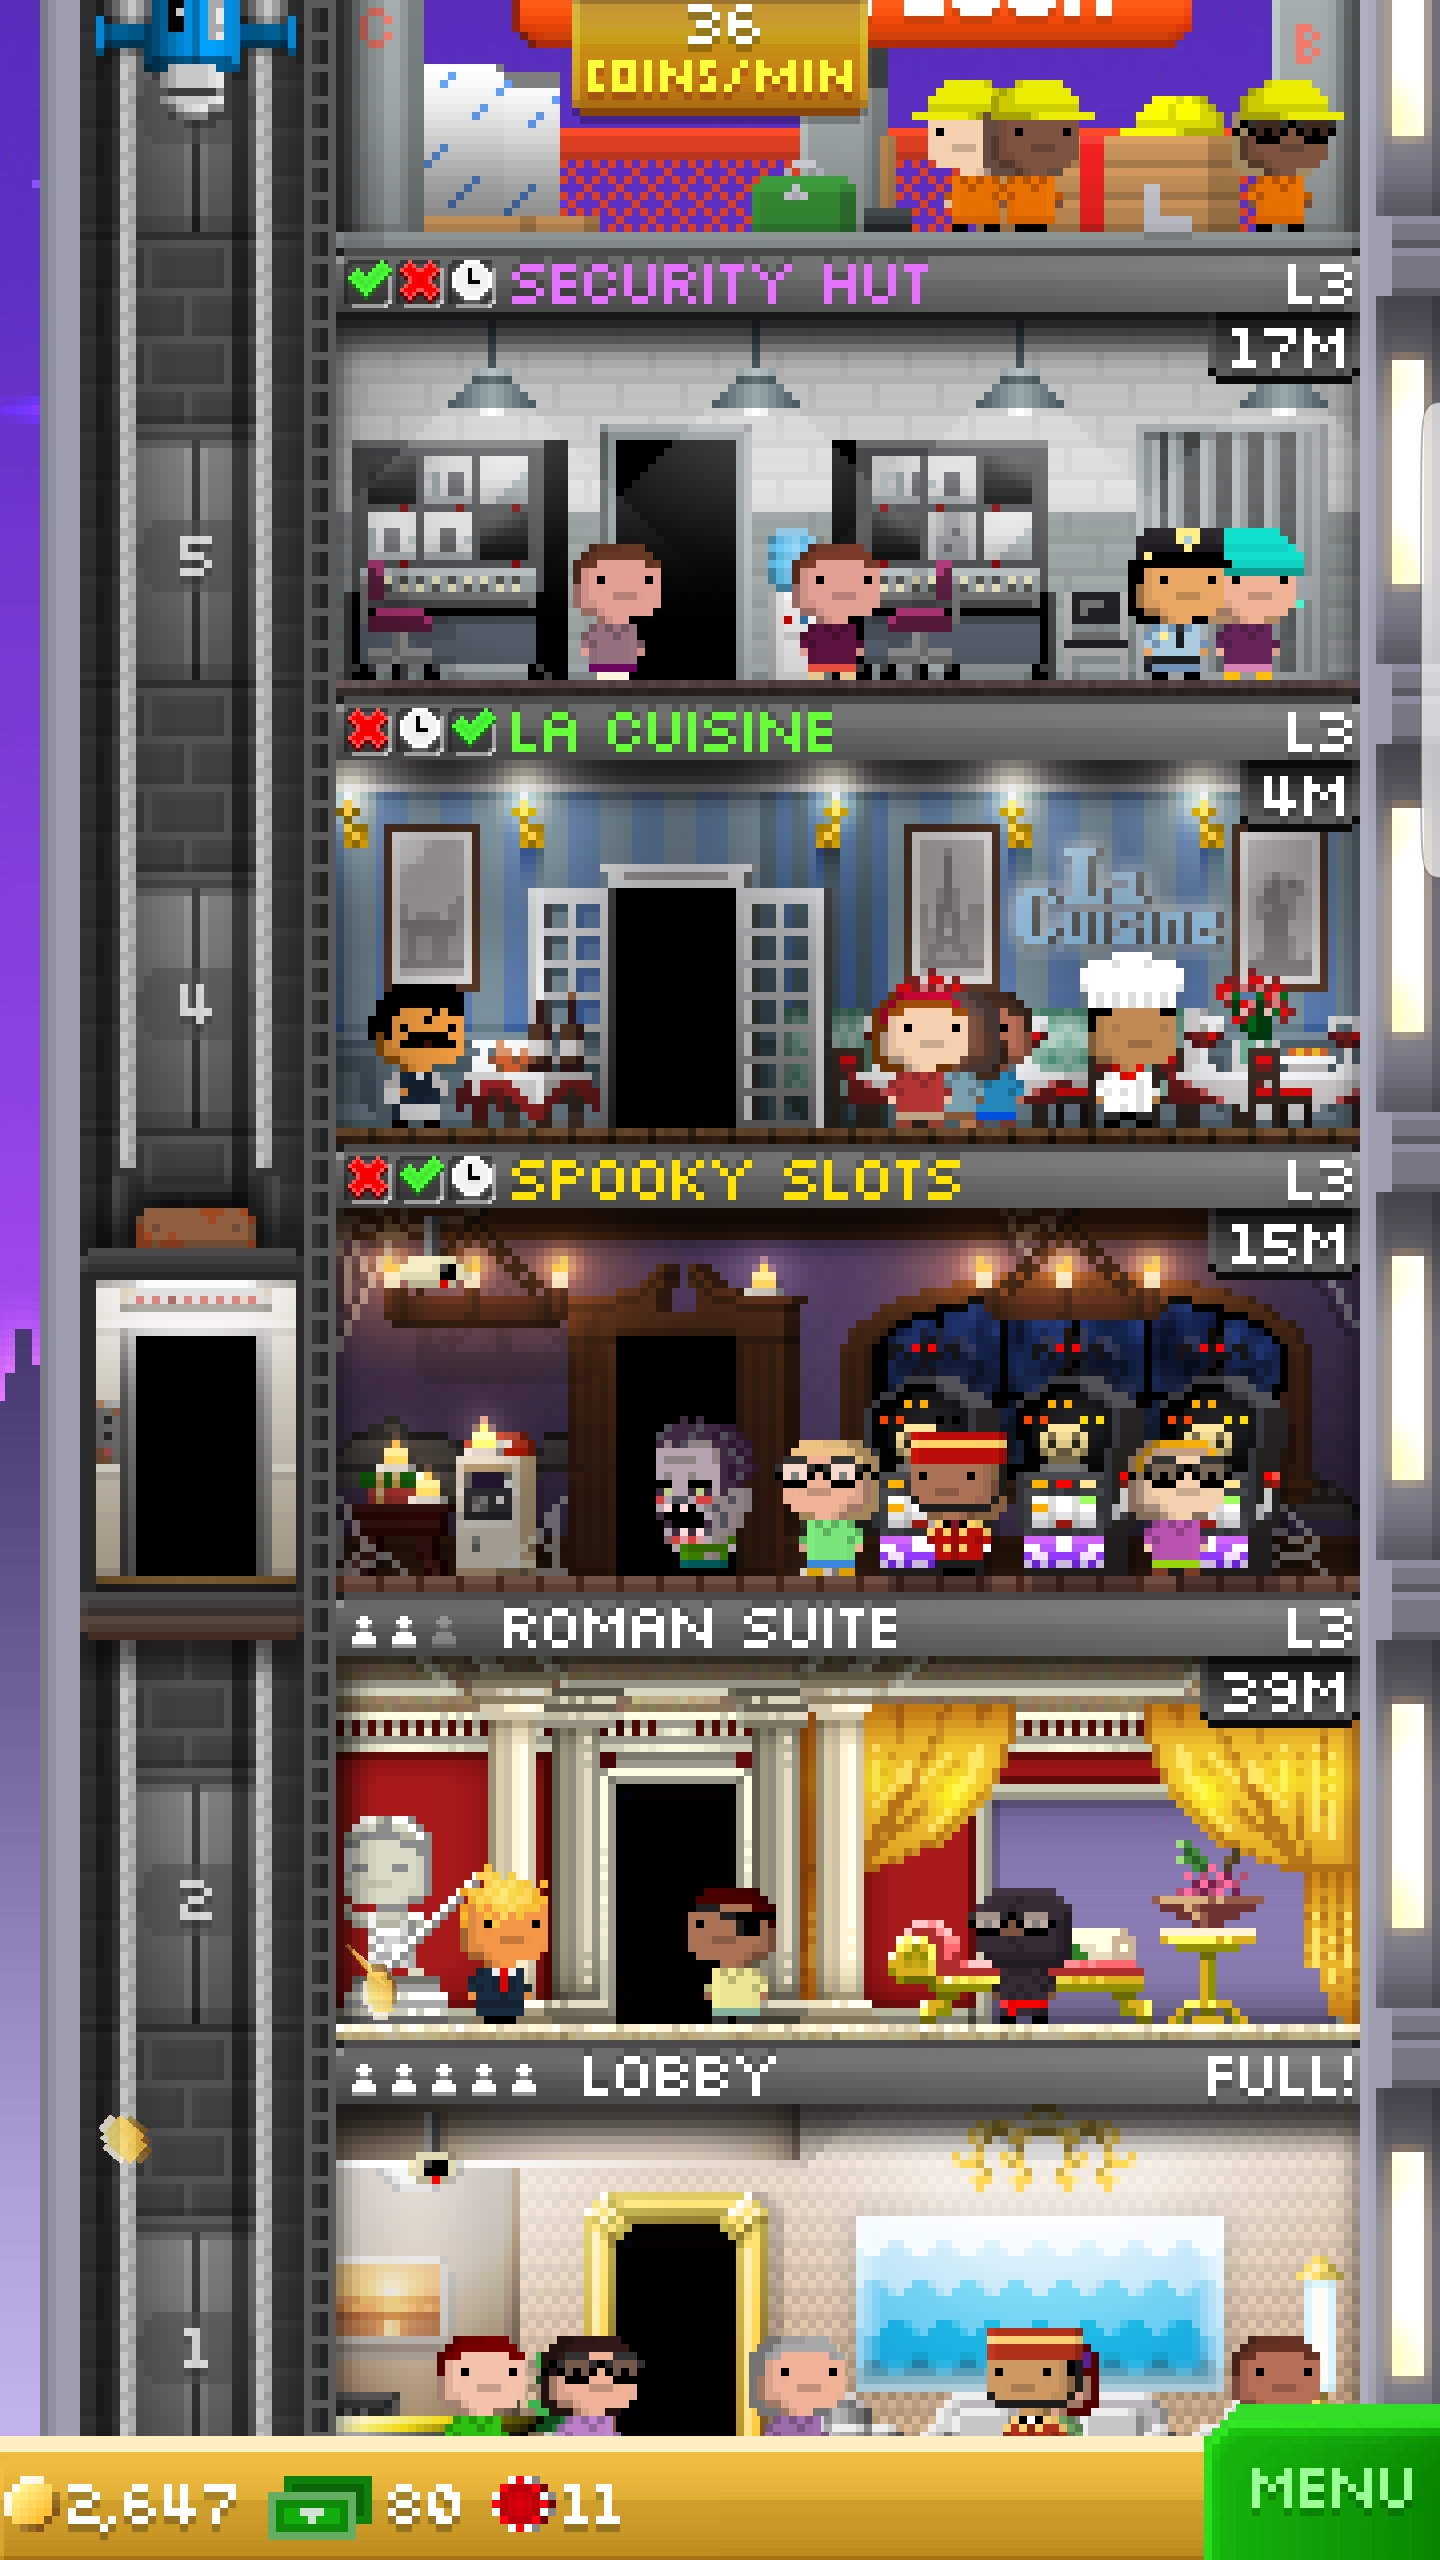 C
36
B
COINS/MIN
SECURITY HUT
L3
17M
5
LA CUISINE
L3
4M
La
Cuisine
4
SPOOKY SLOTS
L3
15M
ROMAN SUITE
L3
39M
2
LOBBY
FULL!
1
2,647
80
11
MENU